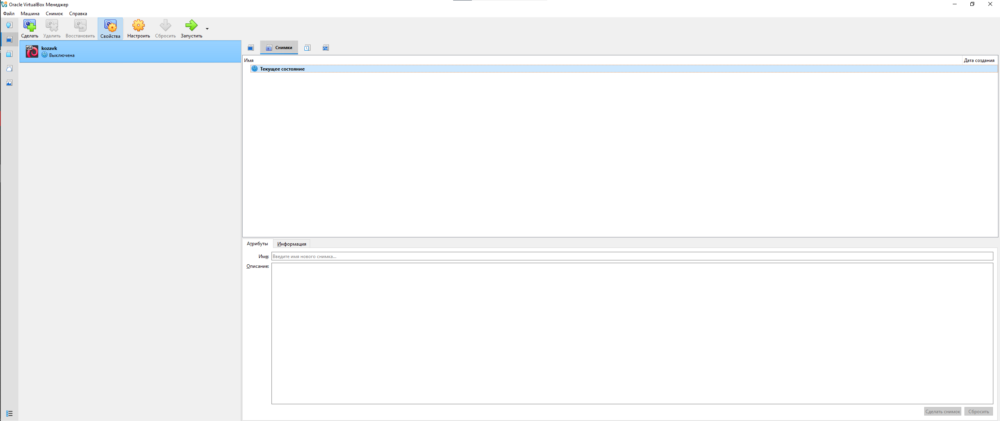 Oracle VirtualBox Менеджер
Файл Машина Снимок Справка
Сделать Удалить Восстановить Свойства Настроить Сбросить Запустить
x64
kozavk
Выключена
Снимки
Имя Дата создания
Текущее состояние
Атрибуты Информация
Имя: Введите имя нового снимка...
Описание:
Сделать снимок Сбросить